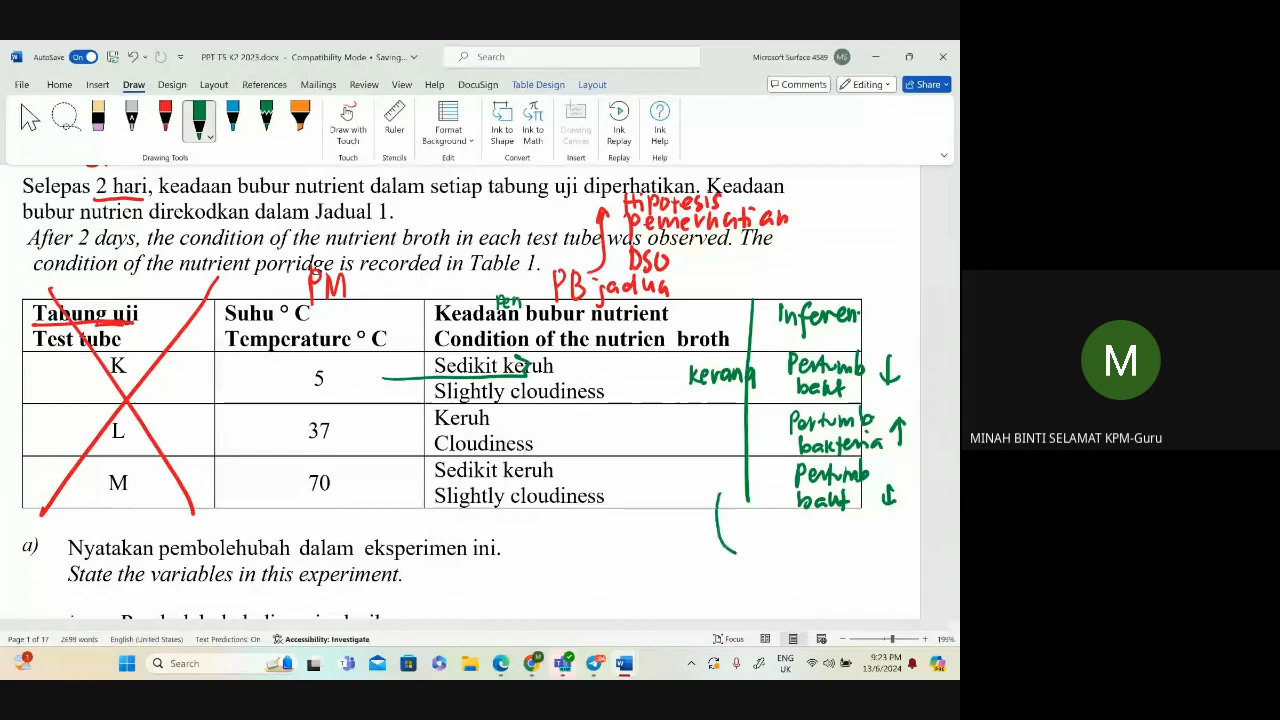 AutoSave On PPT T5 K2 2023.docx - Compatibility Mode • Saving... Search Microsoft Surface 4589 MS
File Home Insert Draw Design Layout References Mailings Review View Help DocuSign Table Design Layout Comments Editing Share
Draw with Touch Ruler Format Background Ink to Shape Ink to Math Drawing Canvas Ink Replay Ink Help
Drawing Tools Touch Stencils Edit Convert Insert Replay Help
Selepas 2 hari, keadaan bubur nutrient dalam setiap tabung uji diperhatikan. Keadaan
bubur nutrien direkodkan dalam Jadual 1.
Hipotesis
pemerhatian
After 2 days, the condition of the nutrient broth in each test tube was observed. The
condition of the nutrient porridge is recorded in Table 1.
DSO
PM
PB jadua
Pen
Tabung uji Suhu ° C Keadaan bubur nutrient Inferen
Test tube Temperature ° C Condition of the nutrien broth
K 5 Sedikit keruh
Slightly cloudiness
kerang
Pertumb
bakt ↓
L 37 Keruh
Cloudiness
Pertumb
bakteria ↑
M 70 Sedikit keruh
Slightly cloudiness
Pertumb
bakt ↓
a) Nyatakan pembolehubah dalam eksperimen ini.
State the variables in this experiment.
MINAH BINTI SELAMAT KPM-Guru
M
Page 1 of 17 2699 words English (United States) Text Predictions: On Accessibility: Investigate Focus 199%
Search ENG UK 9:23 PM 13/6/2024